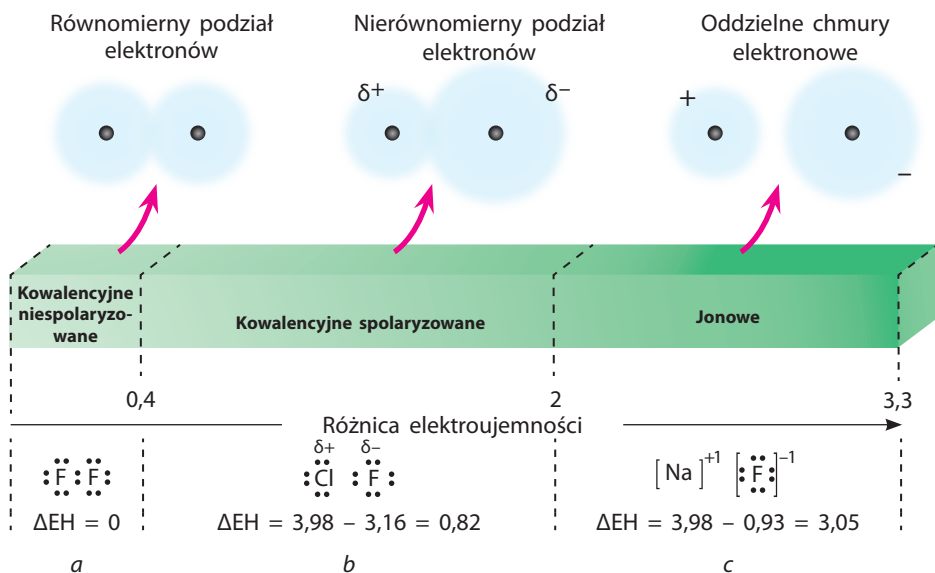 Równomierny podział
elektronów
Nierównomierny podział
elektronów
Oddzielne chmury
elektronowe
δ+
δ−
+
−
Kowalencyjne
niespolaryzo-
wane
Kowalencyjne spolaryzowane
Jonowe
0,4
2
3,3
Różnica elektroujemności
F F
δ+ δ−
Cl F
[Na]⁺¹ [F]⁻¹
ΔEH = 0
ΔEH = 3,98 – 3,16 = 0,82
ΔEH = 3,98 – 0,93 = 3,05
a
b
c